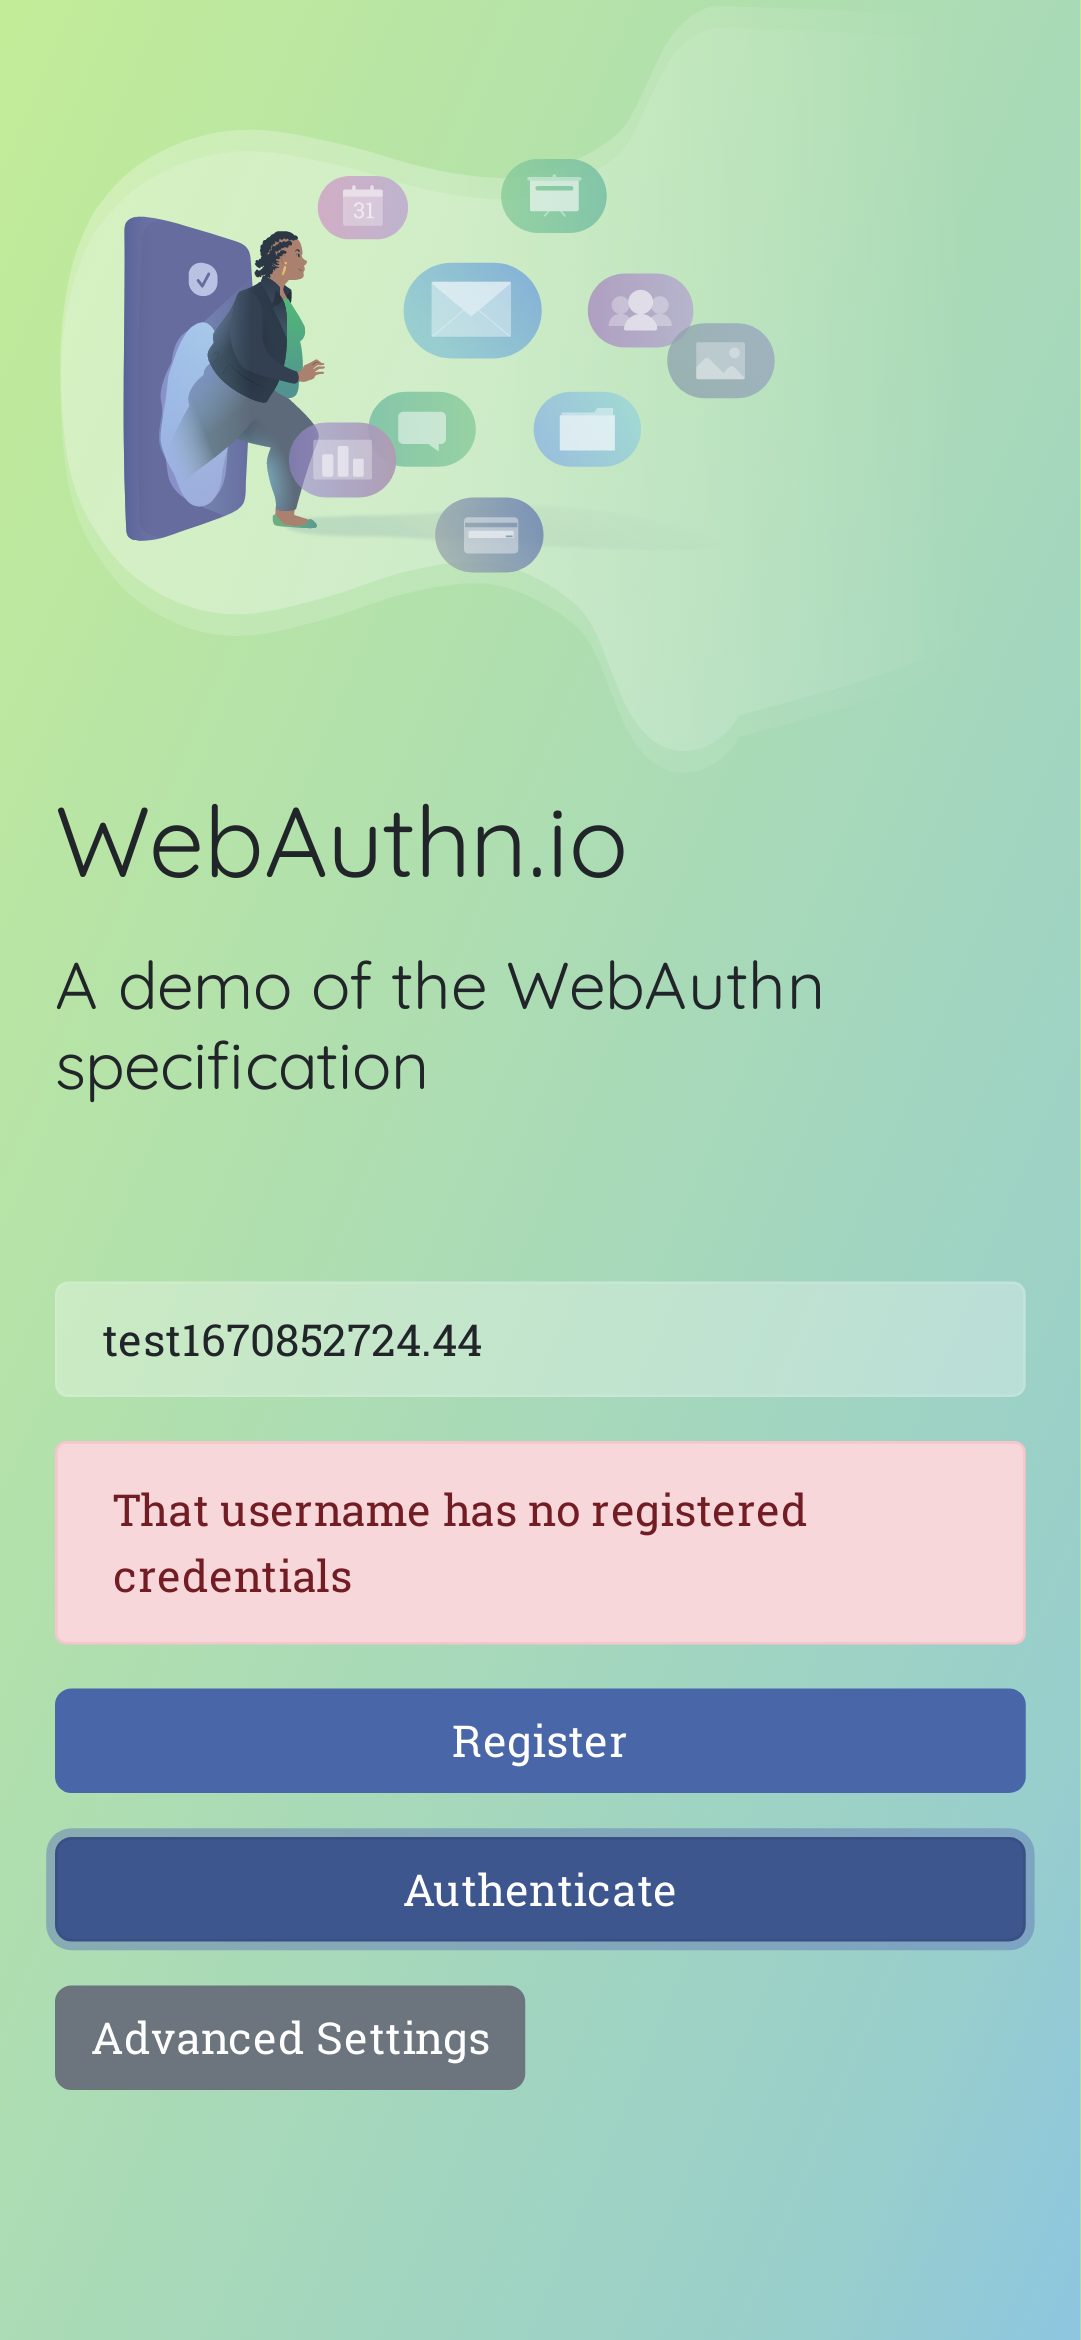 31
WebAuthn.io
A demo of the WebAuthn
specification
test1670852724.44
That username has no registered
credentials
Register
Authenticate
Advanced Settings